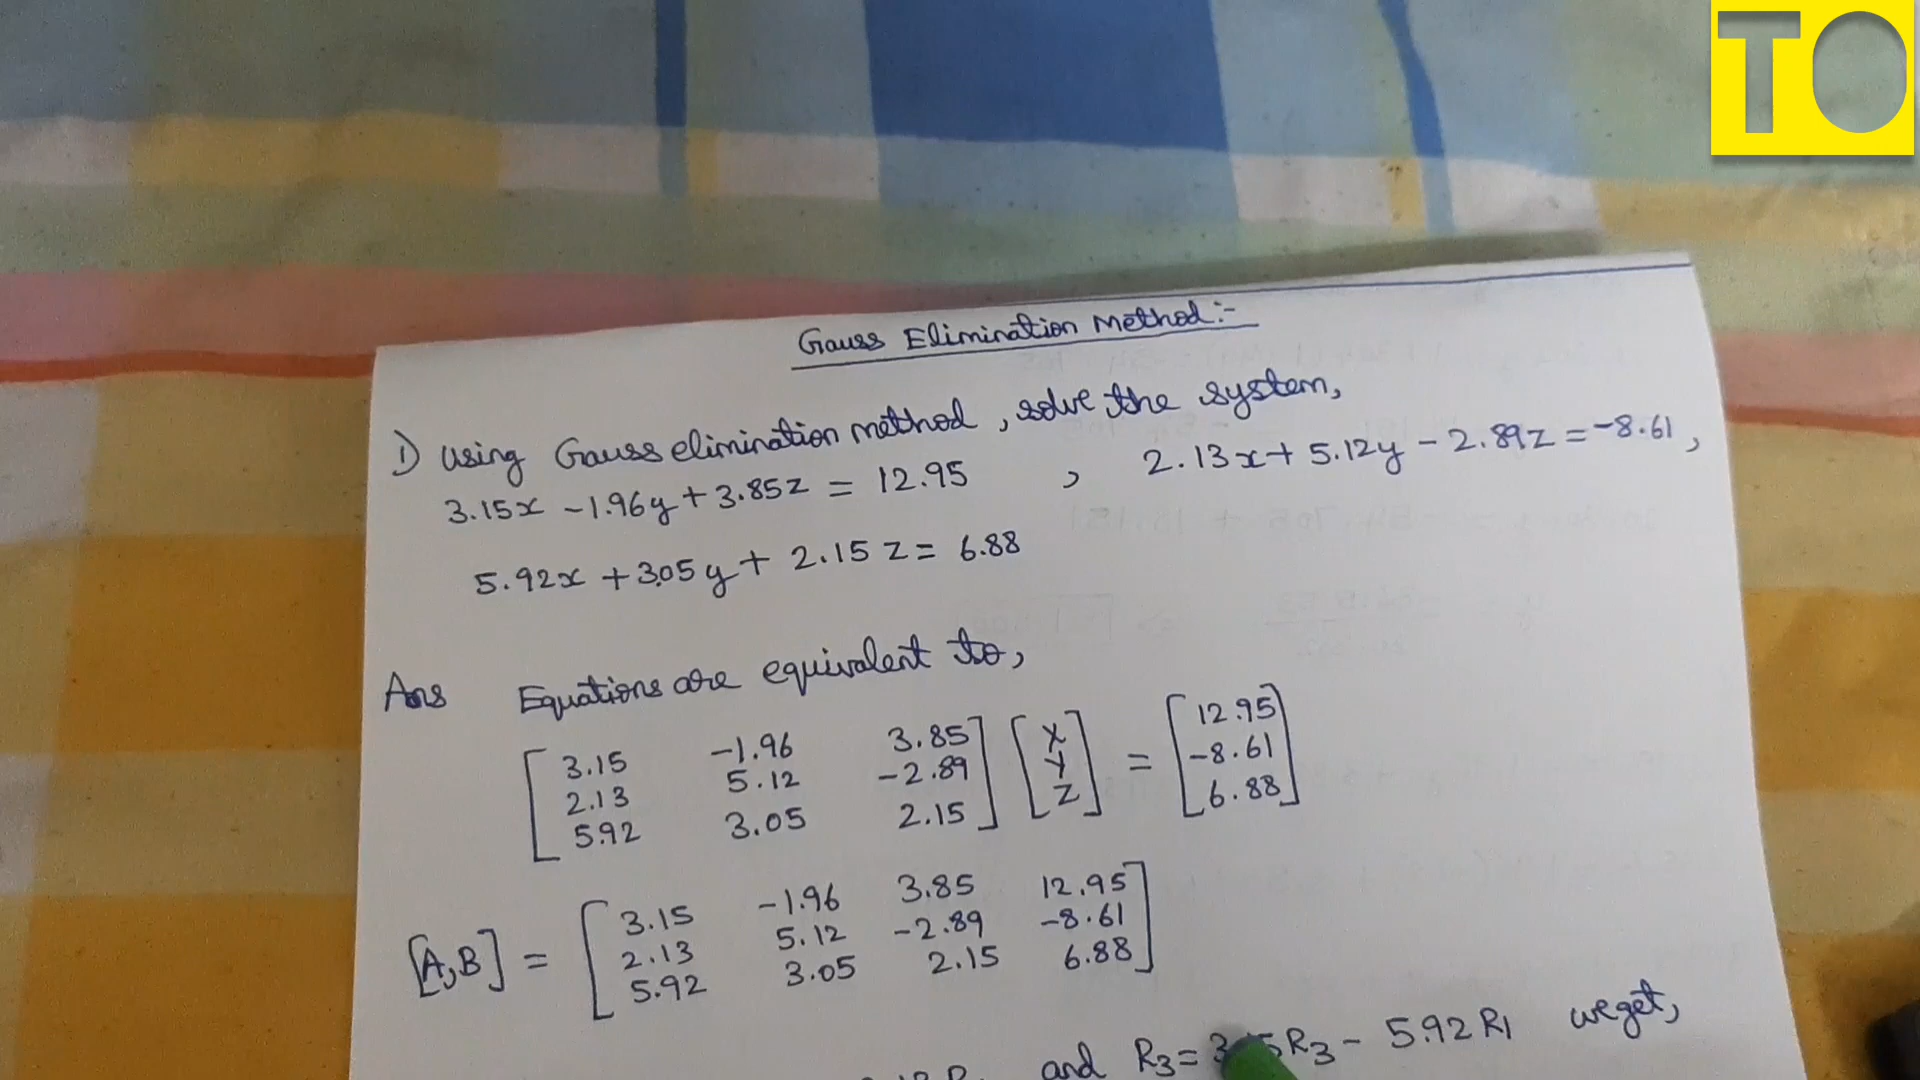 TO
Gauss Elimination Method:-
1) Using Gauss elimination method, solve the system,
3.15x -1.96y + 3.85z = 12.95 , 2.13x + 5.12y - 2.89z = -8.61,
5.92x + 3.05y + 2.15z = 6.88
Ans Equations are equivalent to,
[ 3.15 -1.96 3.85 ] [ x ] = [ 12.95 ]
[ 2.13 5.12 -2.89 ] [ y ] [ -8.61 ]
[ 5.92 3.05 2.15 ] [ z ] [ 6.88 ]
[ 3.15 -1.96 3.85 12.95 ]
[A,B] = [ 2.13 5.12 -2.89 -8.61 ]
[ 5.92 3.05 2.15 6.88 ]
and R3 = R3 - 5.92 R1 we get,